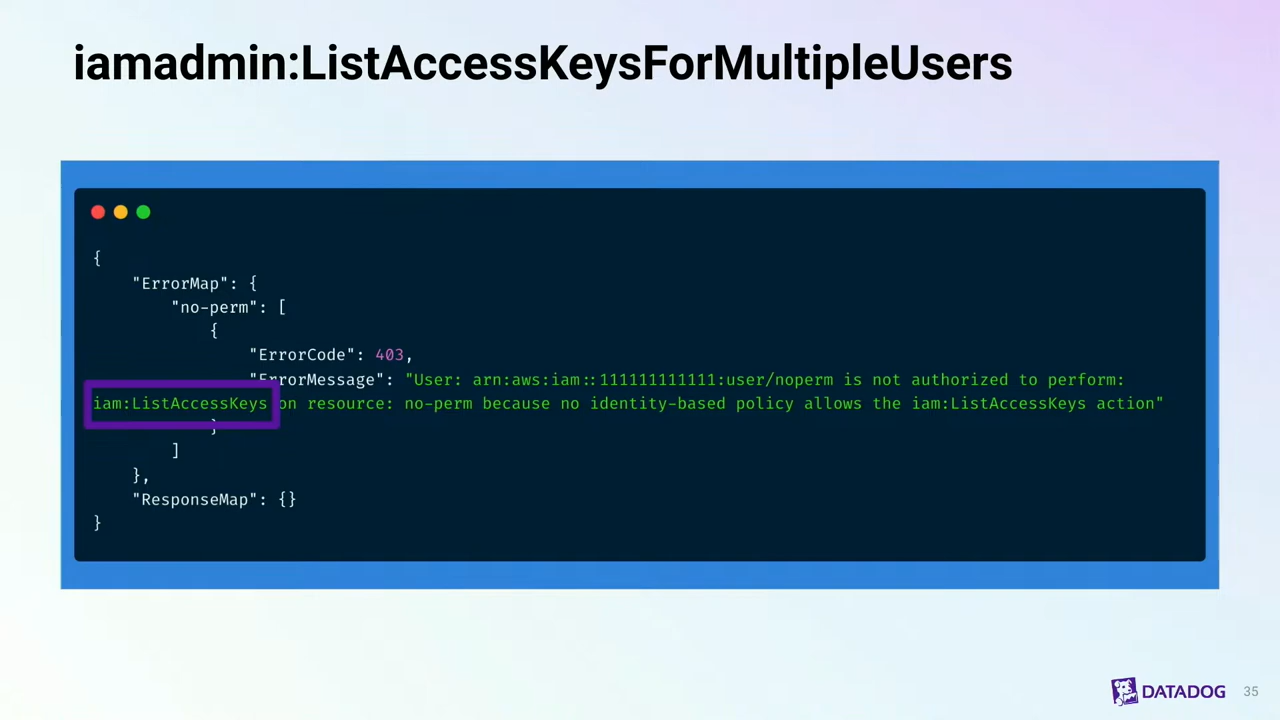 iamadmin:ListAccessKeysForMultipleUsers
{
"ErrorMap": {
"no-perm": [
{
"ErrorCode": 403,
"ErrorMessage": "User: arn:aws:iam::111111111111:user/noperm is not authorized to perform:
iam:ListAccessKeys on resource: no-perm because no identity-based policy allows the iam:ListAccessKeys action"
}
]
},
"ResponseMap": {}
}
DATADOG 35